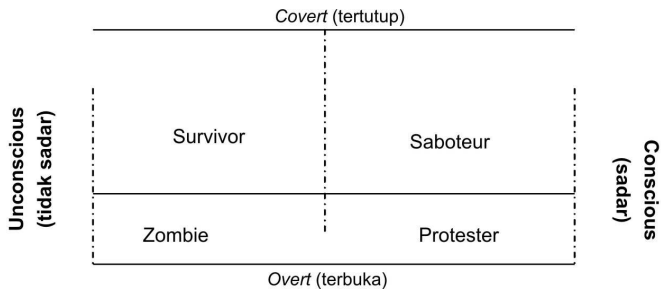 Covert (tertutup)
Unconscious
(tidak sadar)
Survivor
Saboteur
Conscious
(sadar)
Zombie
Protester
Overt (terbuka)